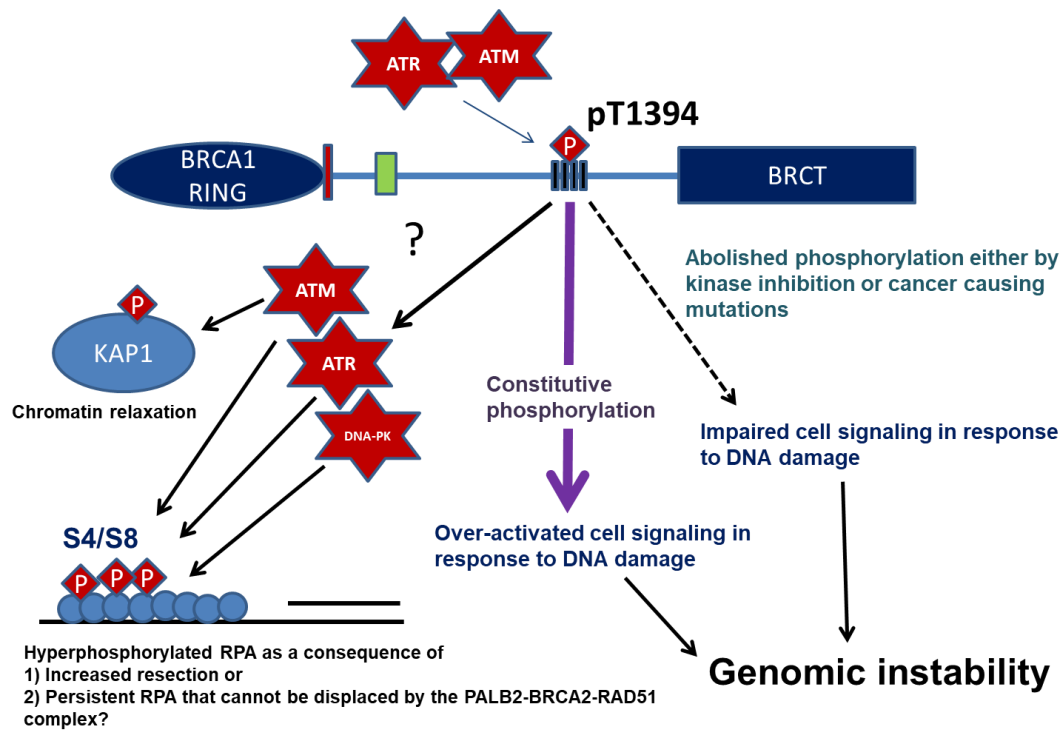 ATR
ATM
pT1394
P
BRCA1
RING
BRCT
?
Abolished phosphorylation either by
kinase inhibition or cancer causing
mutations
ATM
P
KAP1
ATR
Chromatin relaxation
DNA-PK
Constitutive
phosphorylation
Impaired cell signaling in response
to DNA damage
S4/S8
P P P
Over-activated cell signaling in
response to DNA damage
Hyperphosphorylated RPA as a consequence of
1) Increased resection or
2) Persistent RPA that cannot be displaced by the PALB2-BRCA2-RAD51
complex?
Genomic instability